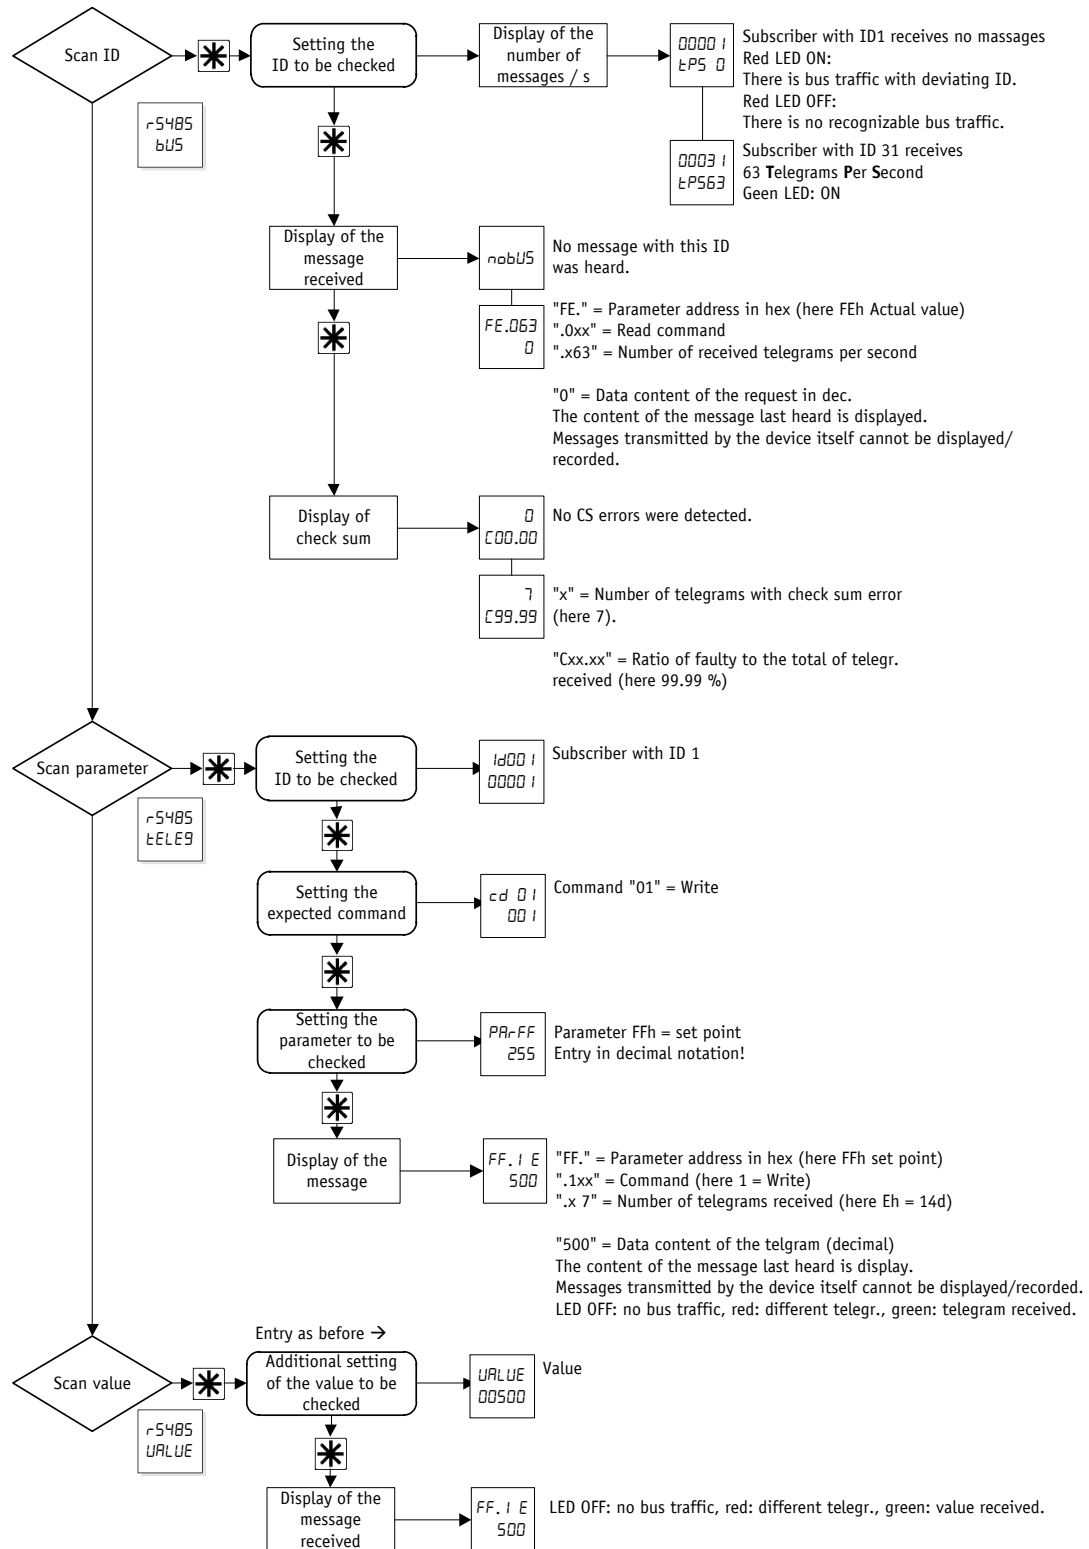 Scan ID
Setting the
ID to be checked
Display of the
number of
messages / s
00001
tPS 0
Subscriber with ID1 receives no massages
Red LED ON:
There is bus traffic with deviating ID.
Red LED OFF:
There is no recognizable bus traffic.
rS485
bUS
00031
tPS63
Subscriber with ID 31 receives
63 Telegrams Per Second
Geen LED: ON
Display of the
message
received
nobUS
No message with this ID
was heard.
FE.063
0
"FE." = Parameter address in hex (here FEh Actual value)
".0xx" = Read command
".x63" = Number of received telegrams per second
"0" = Data content of the request in dec.
The content of the message last heard is displayed.
Messages transmitted by the device itself cannot be displayed/
recorded.
Display of
check sum
0
C00.00
No CS errors were detected.
7
C99.99
"x" = Number of telegrams with check sum error
(here 7).
"Cxx.xx" = Ratio of faulty to the total of telegr.
received (here 99.99 %)
Scan parameter
Setting the
ID to be checked
Id001
00001
Subscriber with ID 1
rS485
tELEg
Setting the
expected command
cd 01
001
Command "01" = Write
Setting the
parameter to be
checked
PArFF
255
Parameter FFh = set point
Entry in decimal notation!
Display of the
message
FF.1 E
500
"FF." = Parameter address in hex (here FFh set point)
".1xx" = Command (here 1 = Write)
".x 7" = Number of telegrams received (here Eh = 14d)
"500" = Data content of the telgram (decimal)
The content of the message last heard is display.
Messages transmitted by the device itself cannot be displayed/recorded.
LED OFF: no bus traffic, red: different telegr., green: telegram received.
Entry as before →
Scan value
Additional setting
of the value to be
checked
VALUE
00500
Value
rS485
VALUE
Display of the
message
received
FF.1 E
500
LED OFF: no bus traffic, red: different telegr., green: value received.